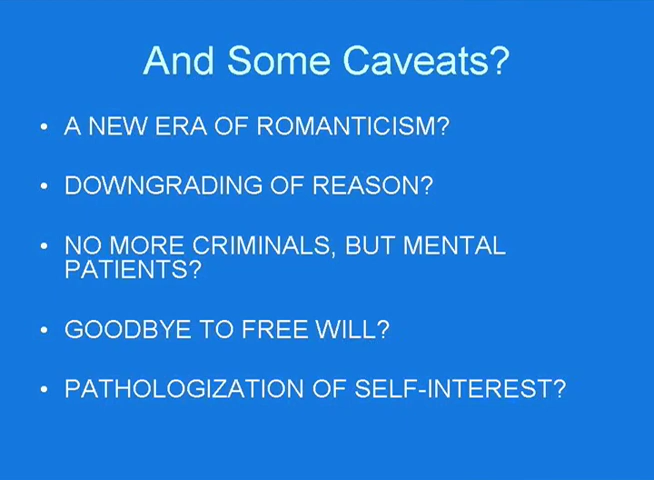 And Some Caveats?
• A NEW ERA OF ROMANTICISM?
• DOWNGRADING OF REASON?
• NO MORE CRIMINALS, BUT MENTAL
PATIENTS?
• GOODBYE TO FREE WILL?
• PATHOLOGIZATION OF SELF-INTEREST?